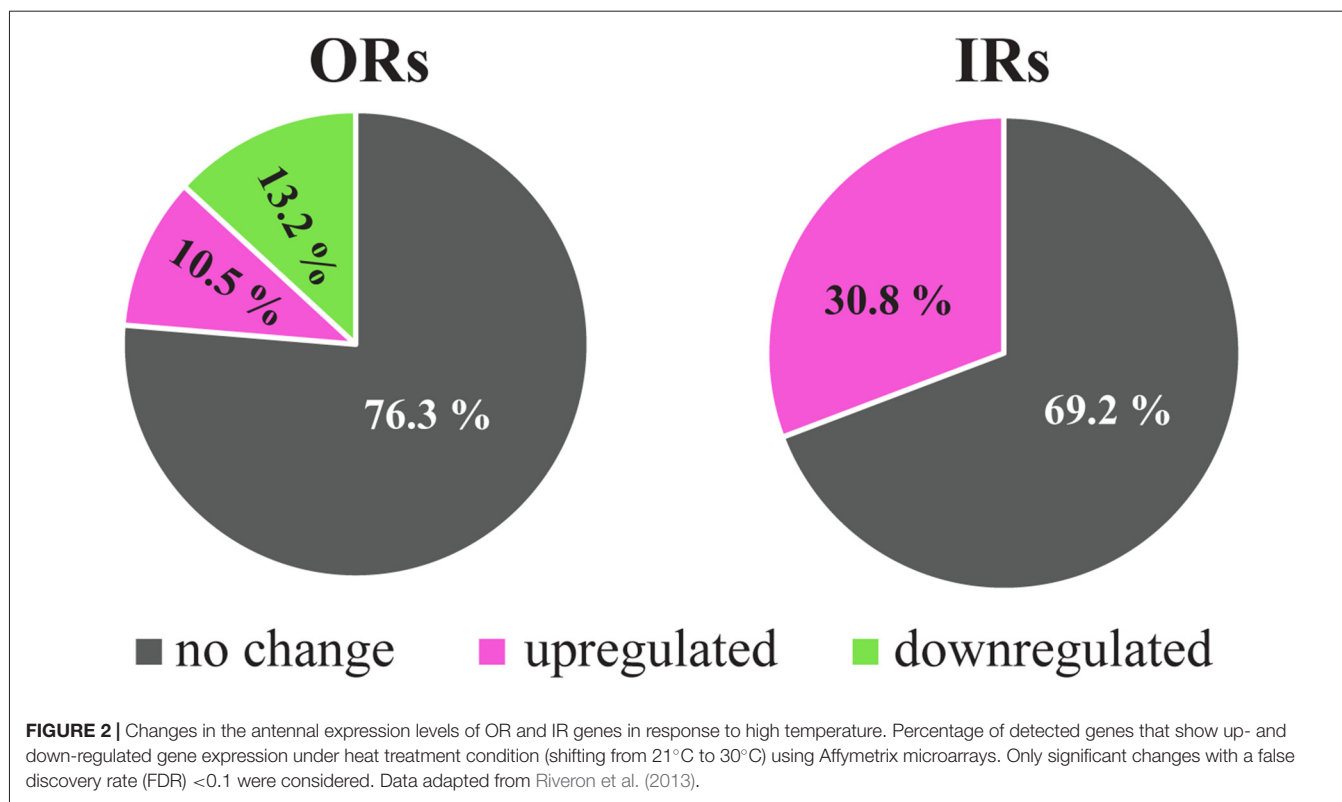 ORs
IRs
13.2 %
10.5 %
76.3 %
30.8 %
69.2 %
no change
upregulated
downregulated
FIGURE 2 | Changes in the antennal expression levels of OR and IR genes in response to high temperature. Percentage of detected genes that show up- and
down-regulated gene expression under heat treatment condition (shifting from 21°C to 30°C) using Affymetrix microarrays. Only significant changes with a false
discovery rate (FDR) <0.1 were considered. Data adapted from Riveron et al. (2013).